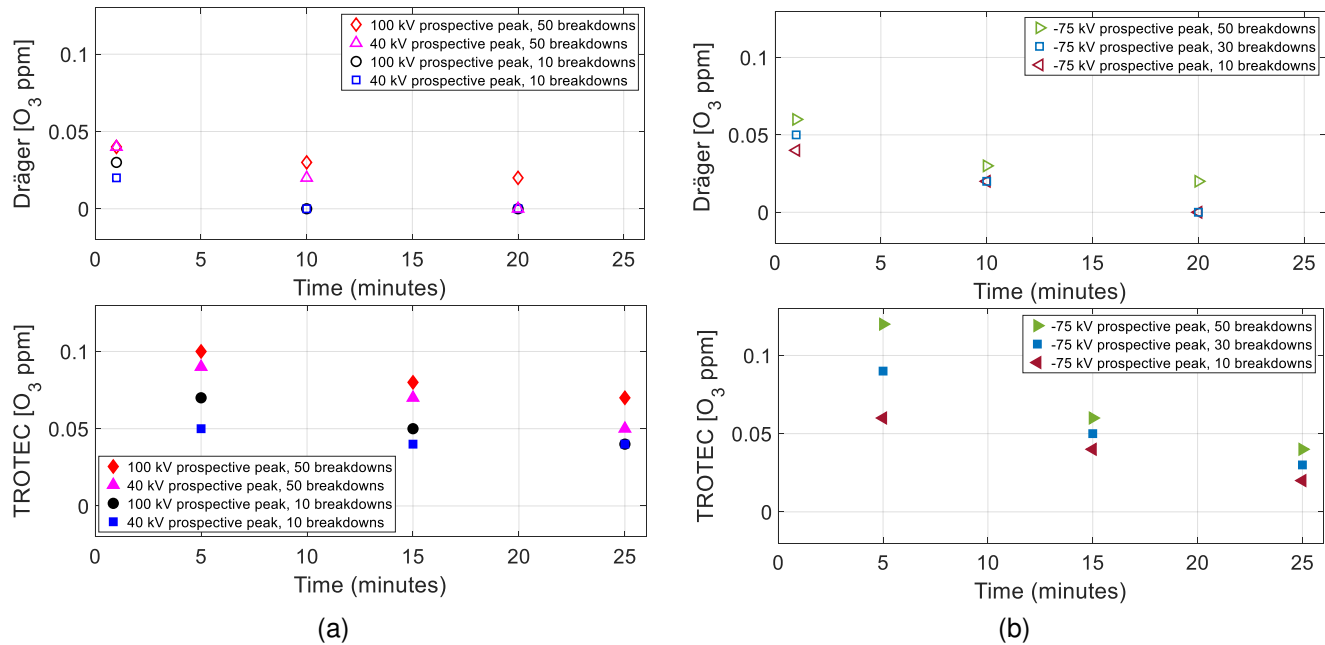 100 kV prospective peak, 50 breakdowns
40 kV prospective peak, 50 breakdowns
100 kV prospective peak, 10 breakdowns
40 kV prospective peak, 10 breakdowns
Dräger [O3 ppm]
0.1
0.05
0
0 5 10 15 20 25
Time (minutes)
TROTEC [O3 ppm]
0.1
0.05
0
100 kV prospective peak, 50 breakdowns
40 kV prospective peak, 50 breakdowns
100 kV prospective peak, 10 breakdowns
40 kV prospective peak, 10 breakdowns
0 5 10 15 20 25
Time (minutes)
(a)
-75 kV prospective peak, 50 breakdowns
-75 kV prospective peak, 30 breakdowns
-75 kV prospective peak, 10 breakdowns
Dräger [O3 ppm]
0.1
0.05
0
0 5 10 15 20 25
Time (minutes)
-75 kV prospective peak, 50 breakdowns
-75 kV prospective peak, 30 breakdowns
-75 kV prospective peak, 10 breakdowns
TROTEC [O3 ppm]
0.1
0.05
0
0 5 10 15 20 25
Time (minutes)
(b)